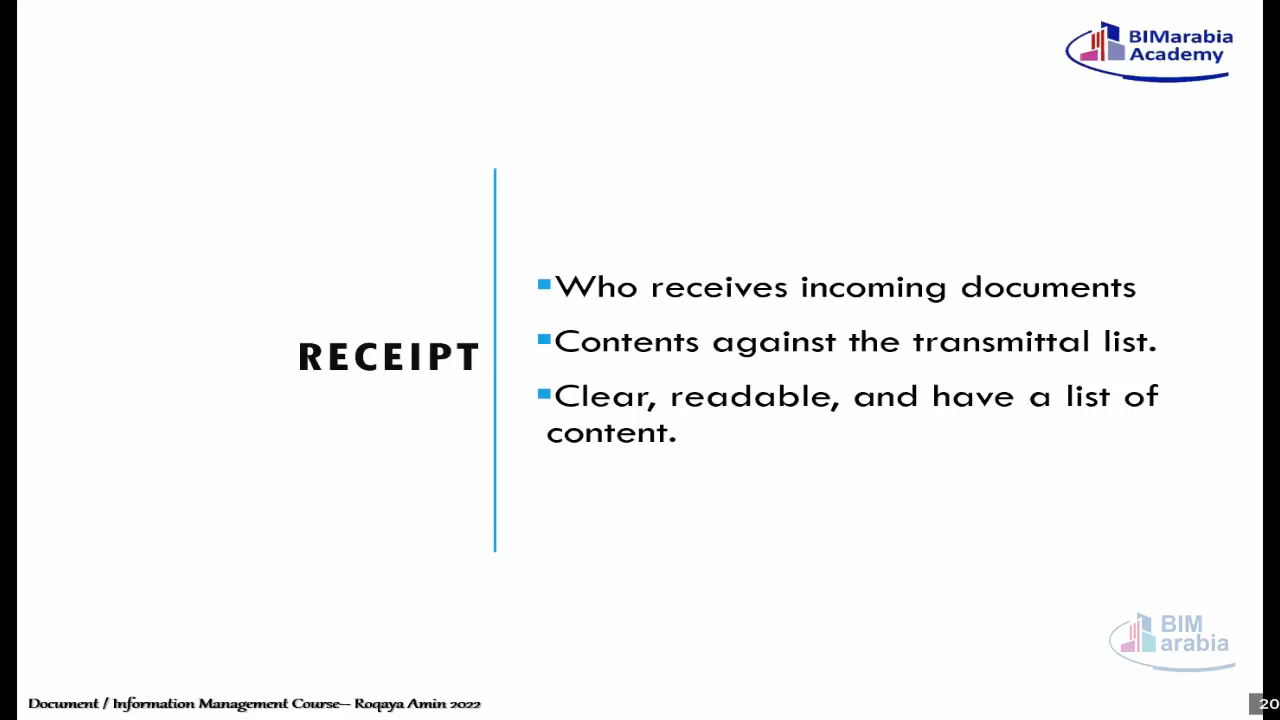 BIMarabia
Academy
RECEIPT
Who receives incoming documents
Contents against the transmittal list.
Clear, readable, and have a list of
content.
BIM
arabia
Document / Information Management Course-- Roqaya Amin 2022
20